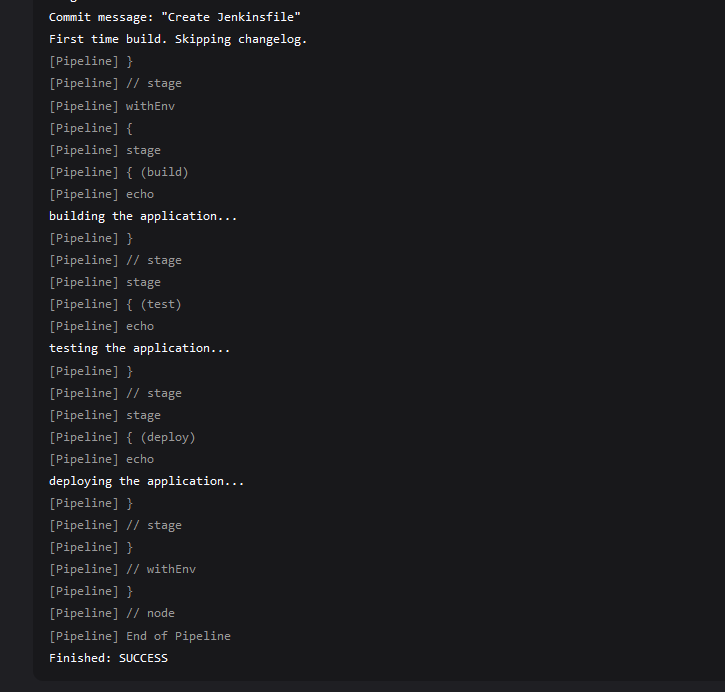 Commit message: "Create Jenkinsfile"
First time build. Skipping changelog.
[Pipeline] }
[Pipeline] // stage
[Pipeline] withEnv
[Pipeline] {
[Pipeline] stage
[Pipeline] { (build)
[Pipeline] echo
building the application...
[Pipeline] }
[Pipeline] // stage
[Pipeline] stage
[Pipeline] { (test)
[Pipeline] echo
testing the application...
[Pipeline] }
[Pipeline] // stage
[Pipeline] stage
[Pipeline] { (deploy)
[Pipeline] echo
deploying the application...
[Pipeline] }
[Pipeline] // stage
[Pipeline] }
[Pipeline] // withEnv
[Pipeline] }
[Pipeline] // node
[Pipeline] End of Pipeline
Finished: SUCCESS